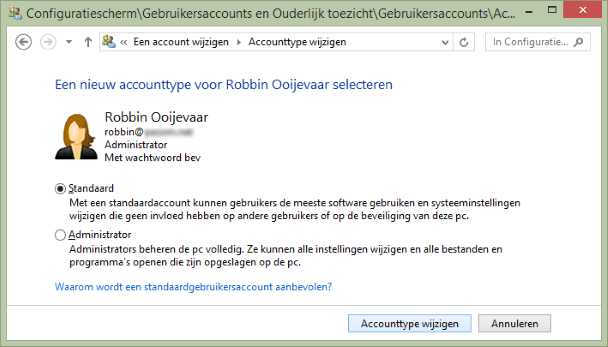 Configuratiescherm\Gebruikersaccounts en Ouderlijk toezicht\Gebruikersaccounts\Ac...
« Een account wijzigen ▸ Accounttype wijzigen
In Configuratie...
Een nieuw accounttype voor Robbin Ooijevaar selecteren
Robbin Ooijevaar
robbin@
Administrator
Met wachtwoord bev
Standaard
Met een standaardaccount kunnen gebruikers de meeste software gebruiken en systeeminstellingen
wijzigen die geen invloed hebben op andere gebruikers of op de beveiliging van deze pc.
Administrator
Administrators beheren de pc volledig. Ze kunnen alle instellingen wijzigen en alle bestanden en
programma's openen die zijn opgeslagen op de pc.
Waarom wordt een standaardgebruikersaccount aanbevolen?
Accounttype wijzigen
Annuleren